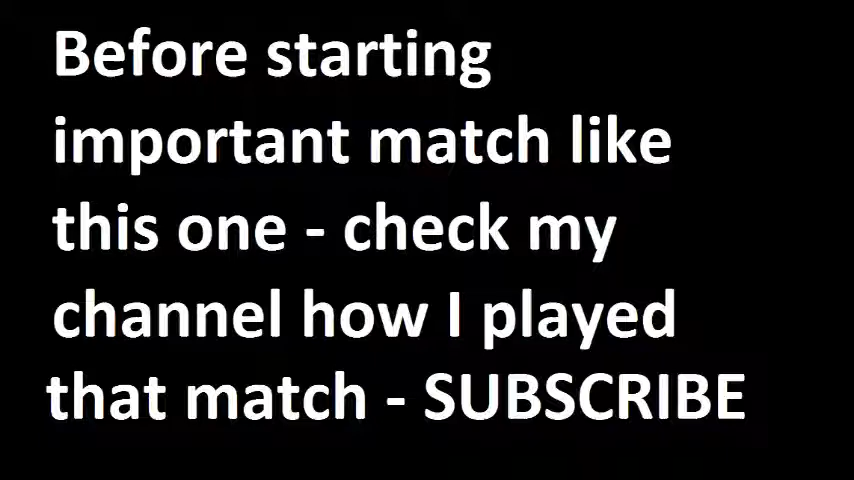 Before starting
important match like
this one - check my
channel how I played
that match - SUBSCRIBE